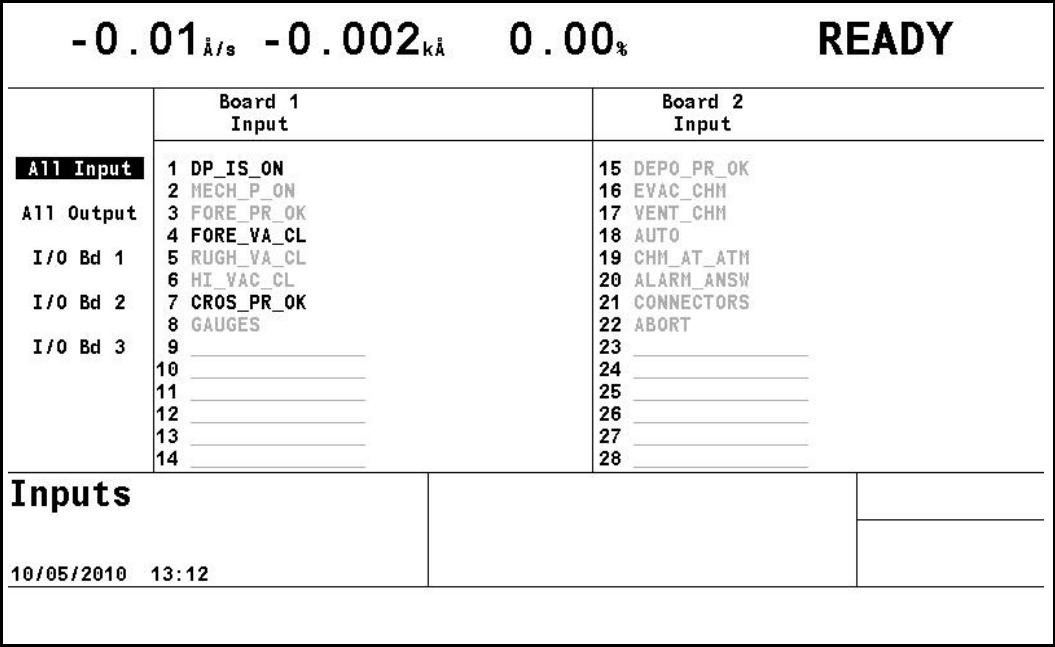 -0.01Å/s -0.002kÅ 0.00% READY
Board 1 Board 2
Input Input
All Input 1 DP_IS_ON 15 DEPO_PR_OK
2 MECH_P_ON 16 EVAC_CHM
All Output 3 FORE_PR_OK 17 VENT_CHM
4 FORE_VA_CL 18 AUTO
I/O Bd 1 5 RUGH_VA_CL 19 CHM_AT_ATM
6 HI_VAC_CL 20 ALARM_ANSW
I/O Bd 2 7 CROS_PR_OK 21 CONNECTORS
8 GAUGES 22 ABORT
I/O Bd 3 9 23
10 24
11 25
12 26
13 27
14 28
Inputs
10/05/2010 13:12